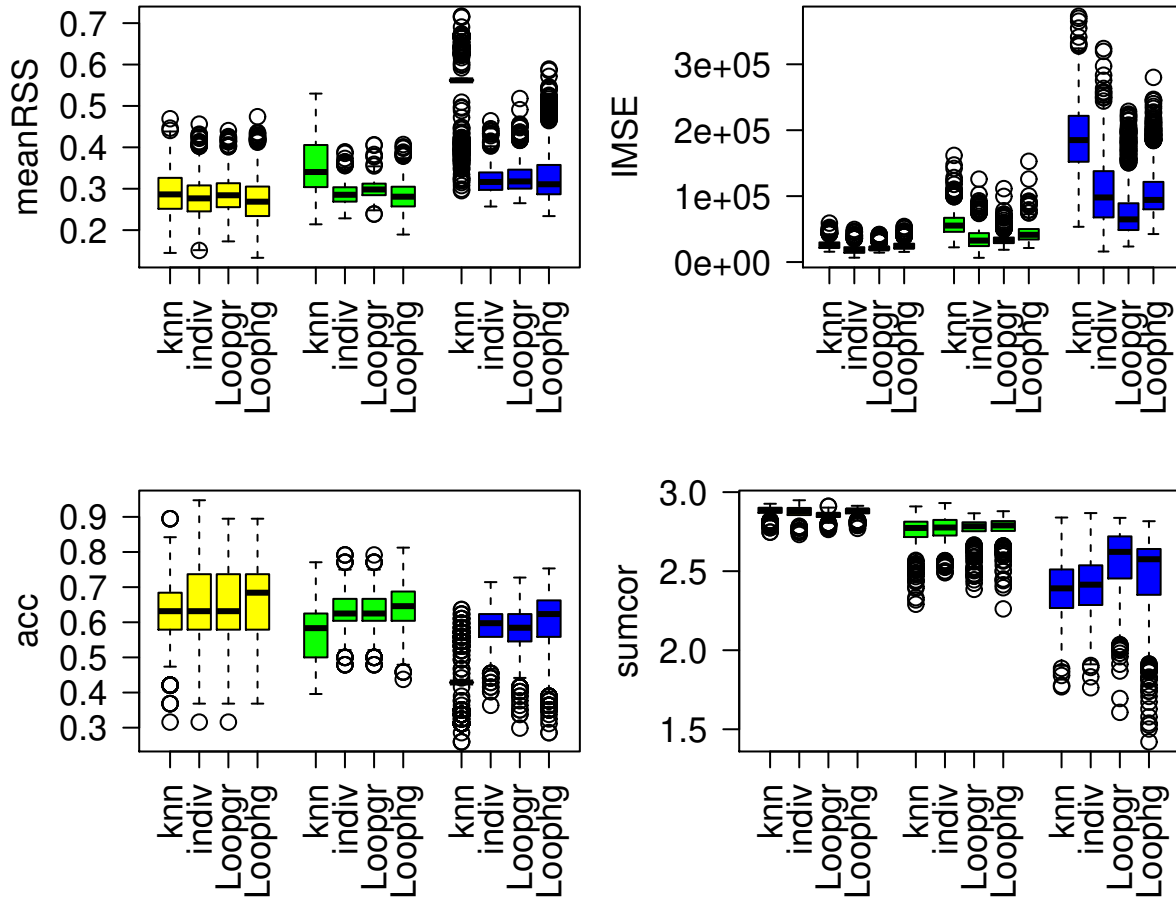 meanRSS
0.7
0.6
0.5
0.4
0.3
0.2
knn
indiv
Loopgr
Loophg
knn
indiv
Loopgr
Loophg
knn
indiv
Loopgr
Loophg
IMSE
3e+05
2e+05
1e+05
0e+00
knn
indiv
Loopgr
Loophg
knn
indiv
Loopgr
Loophg
knn
indiv
Loopgr
Loophg
acc
0.9
0.8
0.7
0.6
0.5
0.4
0.3
knn
indiv
Loopgr
Loophg
knn
indiv
Loopgr
Loophg
knn
indiv
Loopgr
Loophg
sumcor
3.0
2.5
2.0
1.5
knn
indiv
Loopgr
Loophg
knn
indiv
Loopgr
Loophg
knn
indiv
Loopgr
Loophg